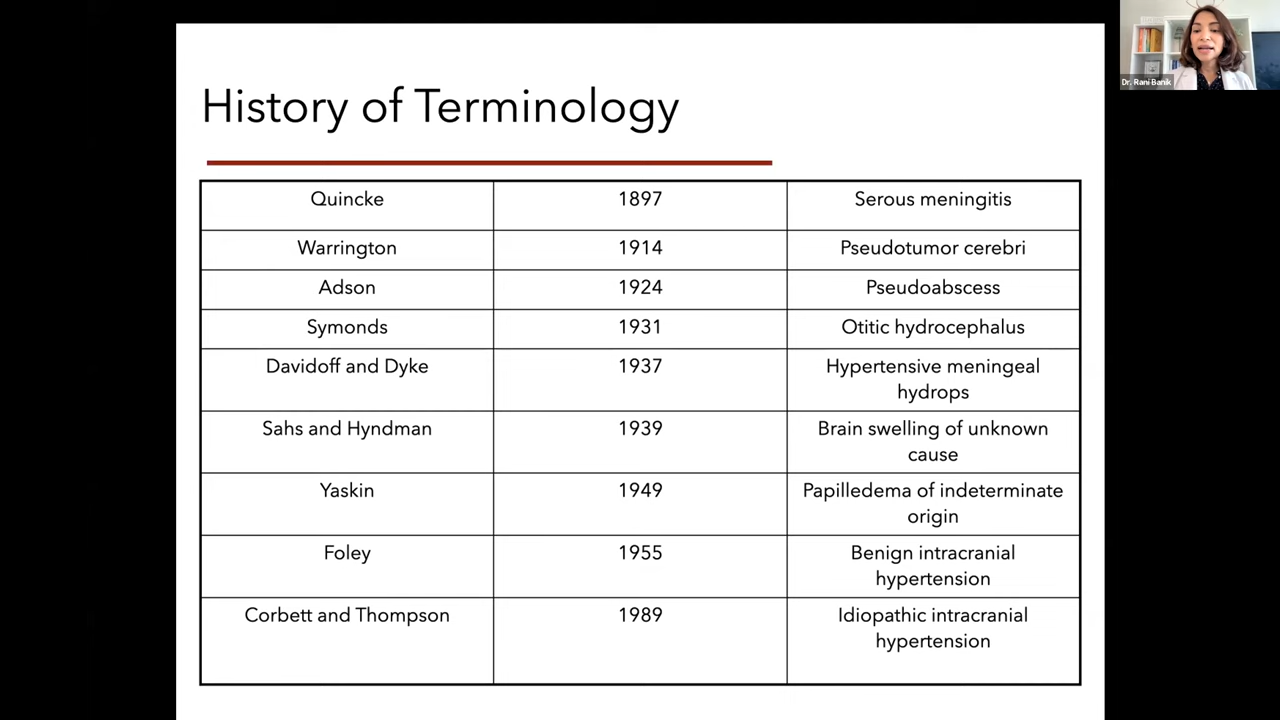 Dr. Rani Banik
History of Terminology
Quincke 1897 Serous meningitis
Warrington 1914 Pseudotumor cerebri
Adson 1924 Pseudoabscess
Symonds 1931 Otitic hydrocephalus
Davidoff and Dyke 1937 Hypertensive meningeal
hydrops
Sahs and Hyndman 1939 Brain swelling of unknown
cause
Yaskin 1949 Papilledema of indeterminate
origin
Foley 1955 Benign intracranial
hypertension
Corbett and Thompson 1989 Idiopathic intracranial
hypertension